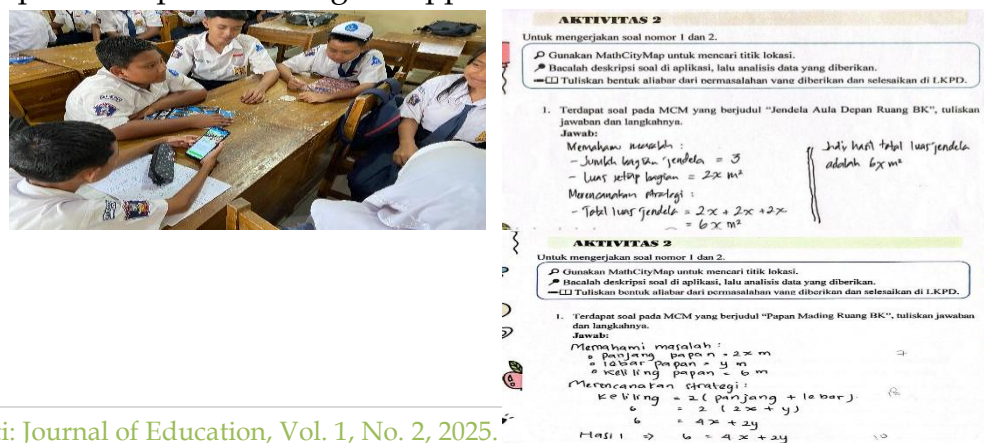 AKTIVITAS 2
Untuk mengerjakan soal nomor 1 dan 2.
Gunakan MathCityMap untuk mencari titik lokasi.
Bacalah deskripsi soal di aplikasi, lalu analisis data yang diberikan.
Tuliskan bentuk aljabar dari permasalahan yang diberikan dan selesaikan di LKPD.
1. Terdapat soal pada MCM yang berjudul “Jendela Aula Depan Ruang BK”, tuliskan
jawaban dan langkahnya.
Jawab:
Memahami masalah :
- Jumlah bagian jendela = 3
- Luas setiap bagian = 2x m²
Merencanakan strategi :
- Total luas jendela = 2x + 2x + 2x
= 6x m²
Jadi hasil total luas jendela
adalah 6x m²
AKTIVITAS 2
Untuk mengerjakan soal nomor 1 dan 2.
Gunakan MathCityMap untuk mencari titik lokasi.
Bacalah deskripsi soal di aplikasi, lalu analisis data yang diberikan.
Tuliskan bentuk aljabar dari permasalahan yang diberikan dan selesaikan di LKPD.
1. Terdapat soal pada MCM yang berjudul “Papan Mading Ruang BK”, tuliskan jawaban
dan langkahnya.
Jawab:
Memahami masalah :
panjang papan = 2x m
lebar papan = y m
keliling papan = 6 m
Merencanakan strategi :
Keliling = 2 (panjang + lebar)
6 = 2 (2x + y)
6 = 4x + 2y
Hasil ⇒ 6 = 4x + 2y
: Journal of Education, Vol. 1, No. 2, 2025.